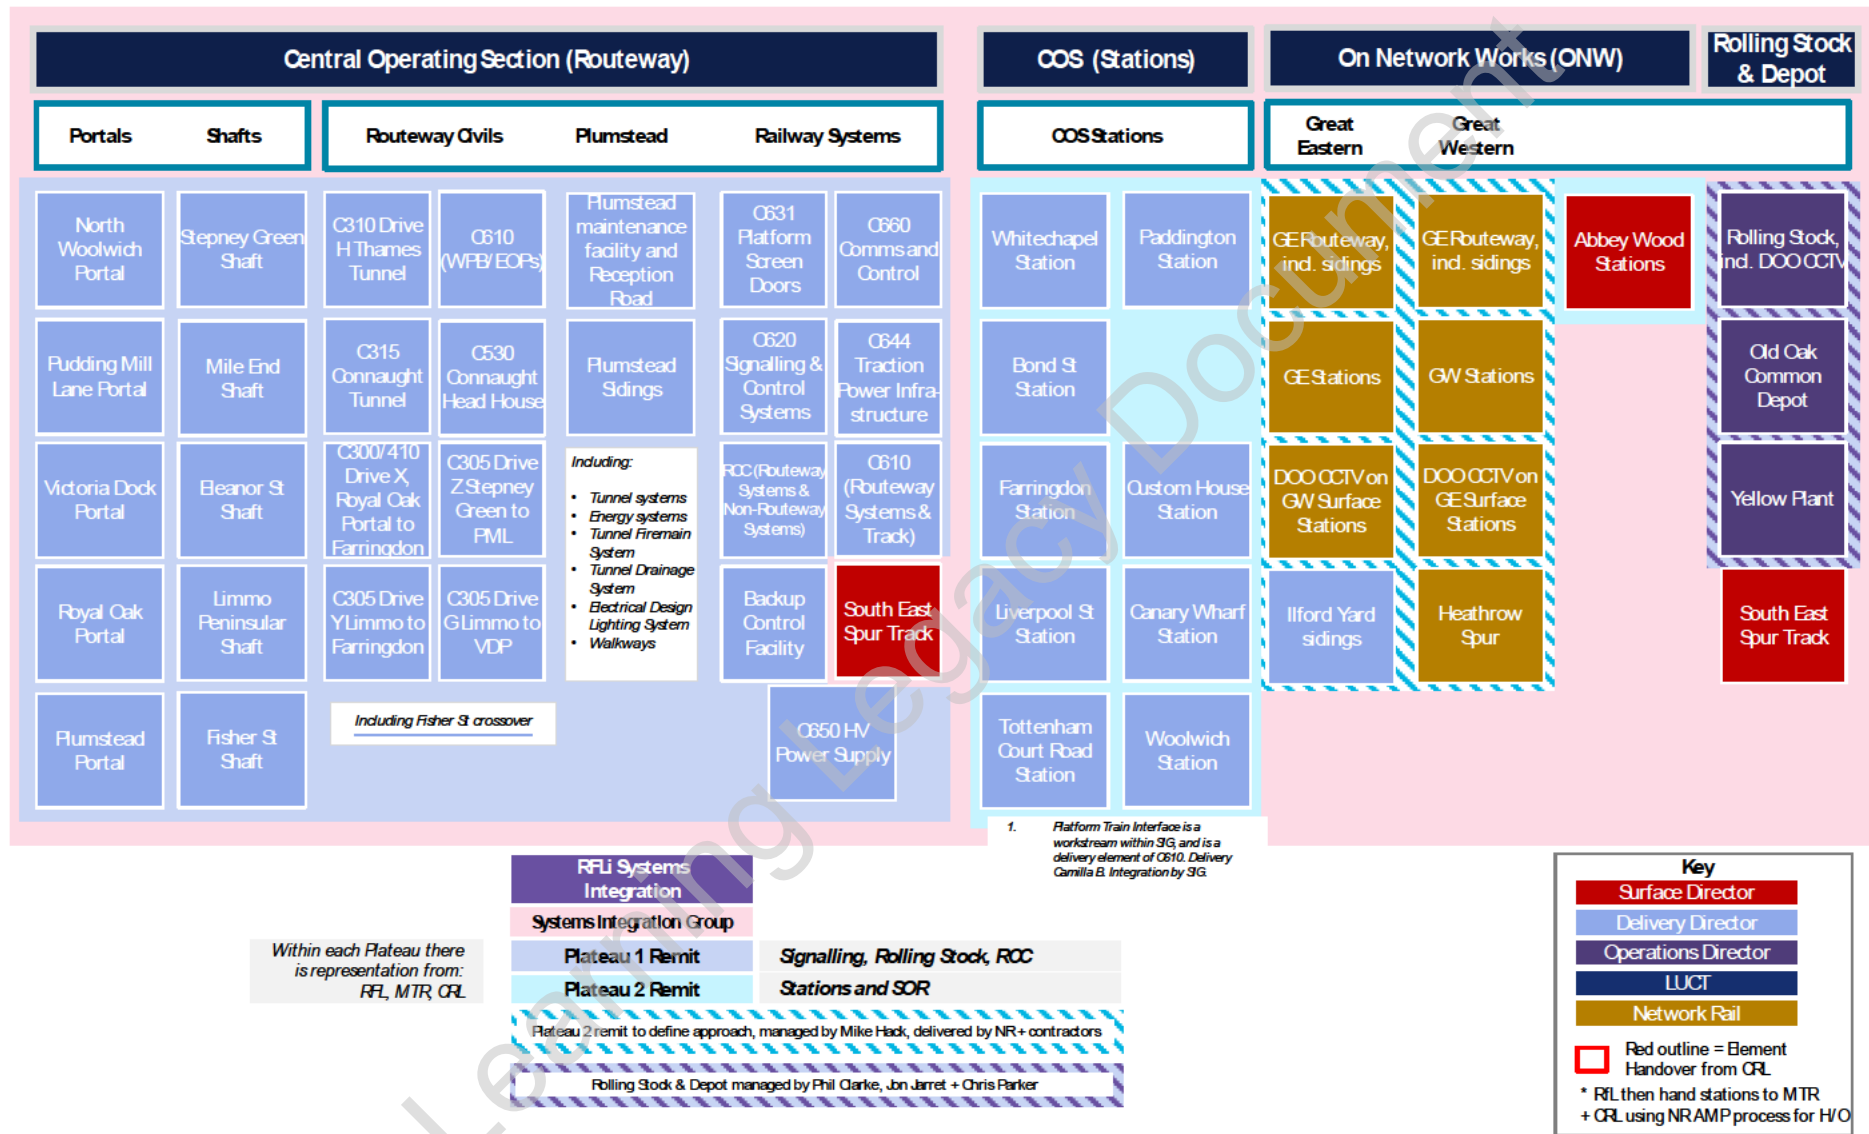 Central Operating Section (Routeway)
COS (Stations)
On Network Works (ONW)
Rolling Stock
& Depot
Portals
Shafts
Routeway Civils
Plumstead
Railway Systems
COS Stations
Great
Eastern
Great
Western
North
Woolwich
Portal
Stepney Green
Shaft
C310 Drive
H Thames
Tunnel
C610
(WPB/ EOPs)
Plumstead
maintenance
facility and
Reception
Road
C631
Platform
Screen
Doors
C660
Comms and
Control
Whitechapel
Station
Paddington
Station
GE Routeway,
incl. sidings
GE Routeway,
incl. sidings
Abbey Wood
Stations
Rolling Stock,
incl. DOO CCTV
Pudding Mill
Lane Portal
Mile End
Shaft
C315
Connaught
Tunnel
C530
Connaught
Head House
Plumstead
Sidings
C620
Signalling &
Control
Systems
C644
Traction
Power Infra-
structure
Bond St
Station
GE Stations
GW Stations
Old Oak
Common
Depot
Victoria Dock
Portal
Eleanor St
Shaft
C300/ 410
Drive X,
Royal Oak
Portal to
Farringdon
C305 Drive
Z Stepney
Green to
PML
Including:
• Tunnel systems
• Energy systems
• Tunnel Firemain
System
• Tunnel Drainage
System
• Electrical Design
Lighting System
• Walkways
RCC (Routeway
Systems &
Non-Routeway
Systems)
C610
(Routeway
Systems &
Track)
Farringdon
Station
Custom House
Station
DOO CCTV on
GW Surface
Stations
DOO CCTV on
GE Surface
Stations
Yellow Plant
Royal Oak
Portal
Limmo
Peninsular
Shaft
C305 Drive
Y Limmo to
Farringdon
C305 Drive
G Limmo to
VDP
Backup
Control
Facility
South East
Spur Track
Liverpool St
Station
Canary Wharf
Station
Ilford Yard
sidings
Heathrow
Spur
South East
Spur Track
Plumstead
Portal
Fisher St
Shaft
Including Fisher St crossover
C650 HV
Power Supply
Tottenham
Court Road
Station
Woolwich
Station
1. Platform Train Interface is a
workstream within SIG, and is a
delivery element of C610. Delivery
Camilla B. Integration by SIG.
RFLi Systems
Integration
Systems Integration Group
Within each Plateau there
is representation from:
RFL, MTR, CRL
Plateau 1 Remit
Signalling, Rolling Stock, RCC
Plateau 2 Remit
Stations and SOR
Plateau 2 remit to define approach, managed by Mike Hack, delivered by NR + contractors
Rolling Stock & Depot managed by Phil Clarke, Jon Jarret + Chris Parker
Key
Surface Director
Delivery Director
Operations Director
LUCT
Network Rail
Red outline = Element
Handover from CRL
* RfL then hand stations to MTR
+ CRL using NR AMP process for H/O
Learning Legacy Document